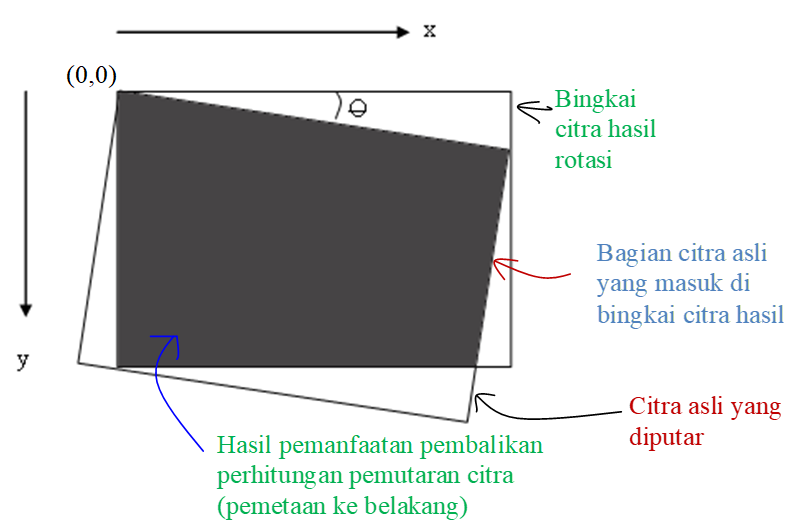 x
(0,0)
Θ
Bingkai
citra hasil
rotasi
Bagian citra asli
yang masuk di
bingkai citra hasil
y
Citra asli yang
diputar
Hasil pemanfaatan pembalikan
perhitungan pemutaran citra
(pemetaan ke belakang)